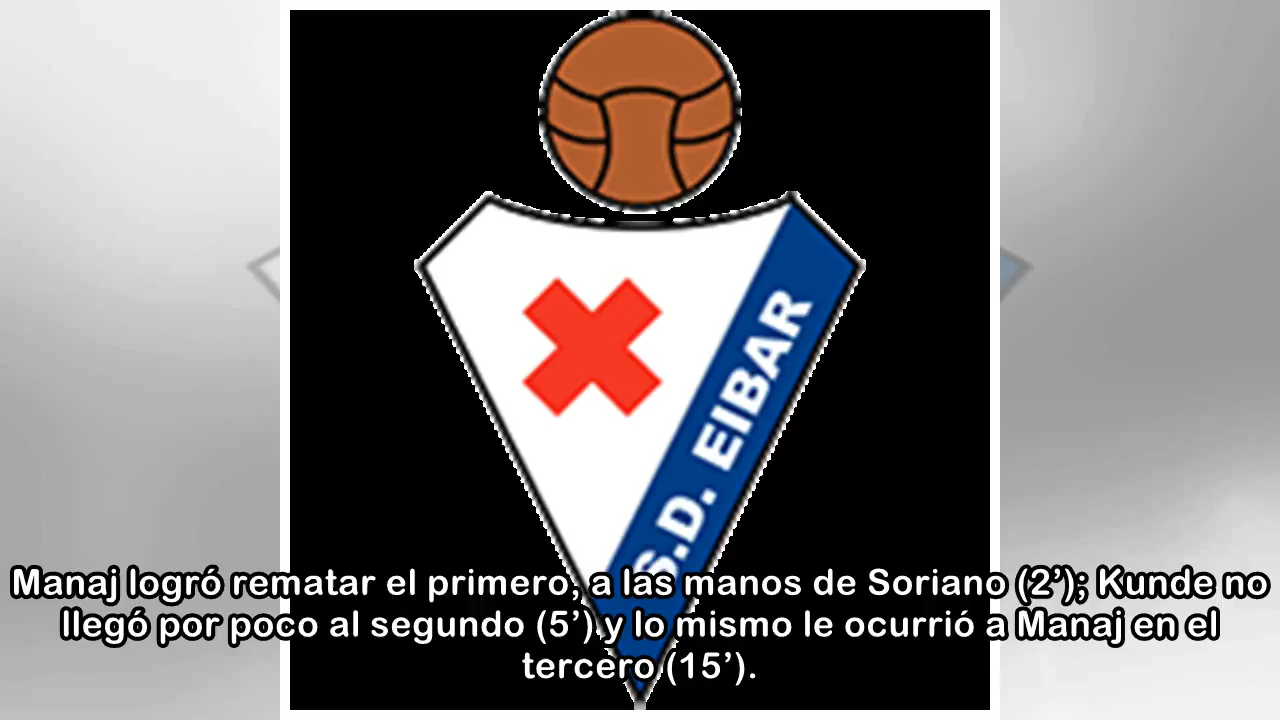 S.D. EIBAR
Manaj logró rematar el primero, a las manos de Soriano (2’); Kunde no
llegó por poco al segundo (5’) y lo mismo le ocurrió a Manaj en el
tercero (15’).